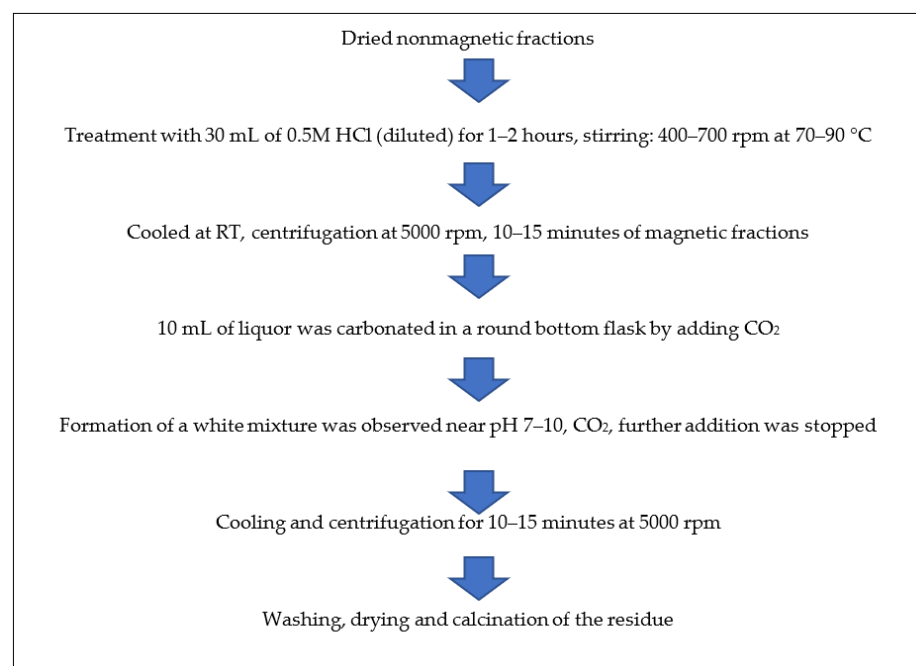 Dried nonmagnetic fractions
Treatment with 30 mL of 0.5M HCl (diluted) for 1–2 hours, stirring: 400–700 rpm at 70–90 °C
Cooled at RT, centrifugation at 5000 rpm, 10–15 minutes of magnetic fractions
10 mL of liquor was carbonated in a round bottom flask by adding CO₂
Formation of a white mixture was observed near pH 7–10, CO₂, further addition was stopped
Cooling and centrifugation for 10–15 minutes at 5000 rpm
Washing, drying and calcination of the residue